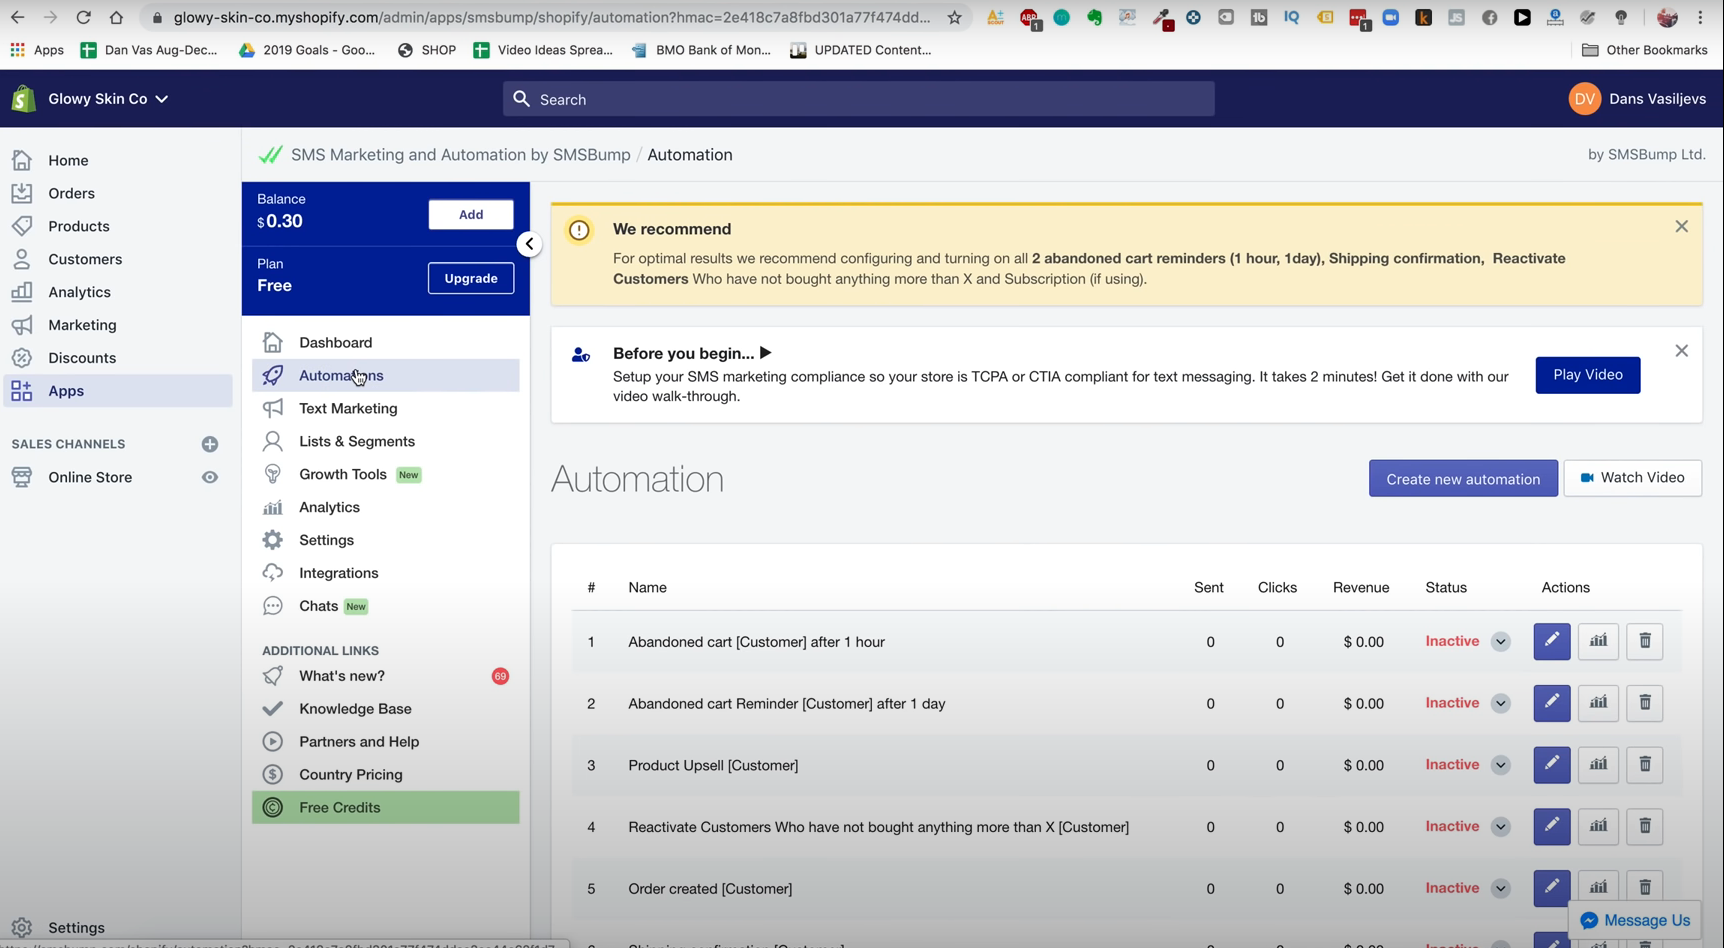 glowy-skin-co.myshopify.com/admin/apps/smsbump/shopify/automation?hmac=2e418c7a8fbd301a77f474dd...
Apps
Dan Vas Aug-Dec...
2019 Goals - Goo...
SHOP
Video Ideas Sprea...
BMO Bank of Mon...
UPDATED Content...
Other Bookmarks
Glowy Skin Co
Search
DV
Dans Vasiljevs
Home
Orders
Products
Customers
Analytics
Marketing
Discounts
Apps
SALES CHANNELS
Online Store
Settings
SMS Marketing and Automation by SMSBump / Automation
by SMSBump Ltd.
Balance
$0.30
Add
Plan
Free
Upgrade
Dashboard
Automations
Text Marketing
Lists & Segments
Growth Tools New
Analytics
Settings
Integrations
Chats New
ADDITIONAL LINKS
What's new? 69
Knowledge Base
Partners and Help
Country Pricing
Free Credits
We recommend
For optimal results we recommend configuring and turning on all 2 abandoned cart reminders (1 hour, 1day), Shipping confirmation, Reactivate
Customers Who have not bought anything more than X and Subscription (if using).
Before you begin...
Setup your SMS marketing compliance so your store is TCPA or CTIA compliant for text messaging. It takes 2 minutes! Get it done with our
video walk-through.
Play Video
Automation
Create new automation
Watch Video
# Name Sent Clicks Revenue Status Actions
1 Abandoned cart [Customer] after 1 hour 0 0 $ 0.00 Inactive
2 Abandoned cart Reminder [Customer] after 1 day 0 0 $ 0.00 Inactive
3 Product Upsell [Customer] 0 0 $ 0.00 Inactive
4 Reactivate Customers Who have not bought anything more than X [Customer] 0 0 $ 0.00 Inactive
5 Order created [Customer] 0 0 $ 0.00 Inactive
Message Us